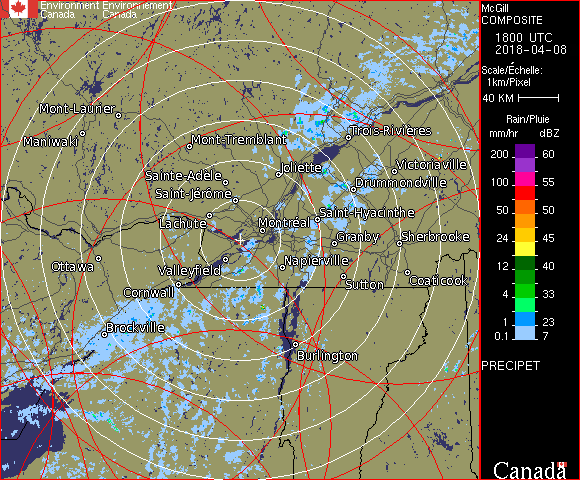 Environment Environnement
Canada Canada
McGill
COMPOSITE
1800 UTC
2018-04-08
Scale/Échelle:
1km/Pixel
40 KM
Rain/Pluie
mm/hr dBZ
200 60
100 55
50 50
24 45
12 40
4 33
1 23
0.1 7
PRECIPET
Mont-Laurier
Maniwaki
Mont-Tremblant
Trois-Rivières
Joliette
Victoriaville
Sainte-Adèle
Drummondville
Saint-Jérôme
Saint-Hyacinthe
Lachute
Montréal
Granby
Sherbrooke
Ottawa
Valleyfield
Napierville
Cornwall
Sutton
Coaticook
Brockville
Burlington
Canada